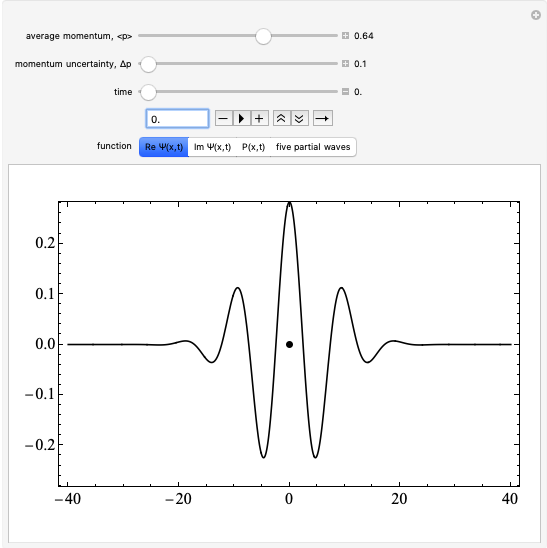 average momentum, <p> 0.64
momentum uncertainty, Δp 0.1
time 0.
0.
function Re Ψ(x,t) Im Ψ(x,t) P(x,t) five partial waves
0.2
0.1
0.0
−0.1
−0.2
−40 −20 0 20 40